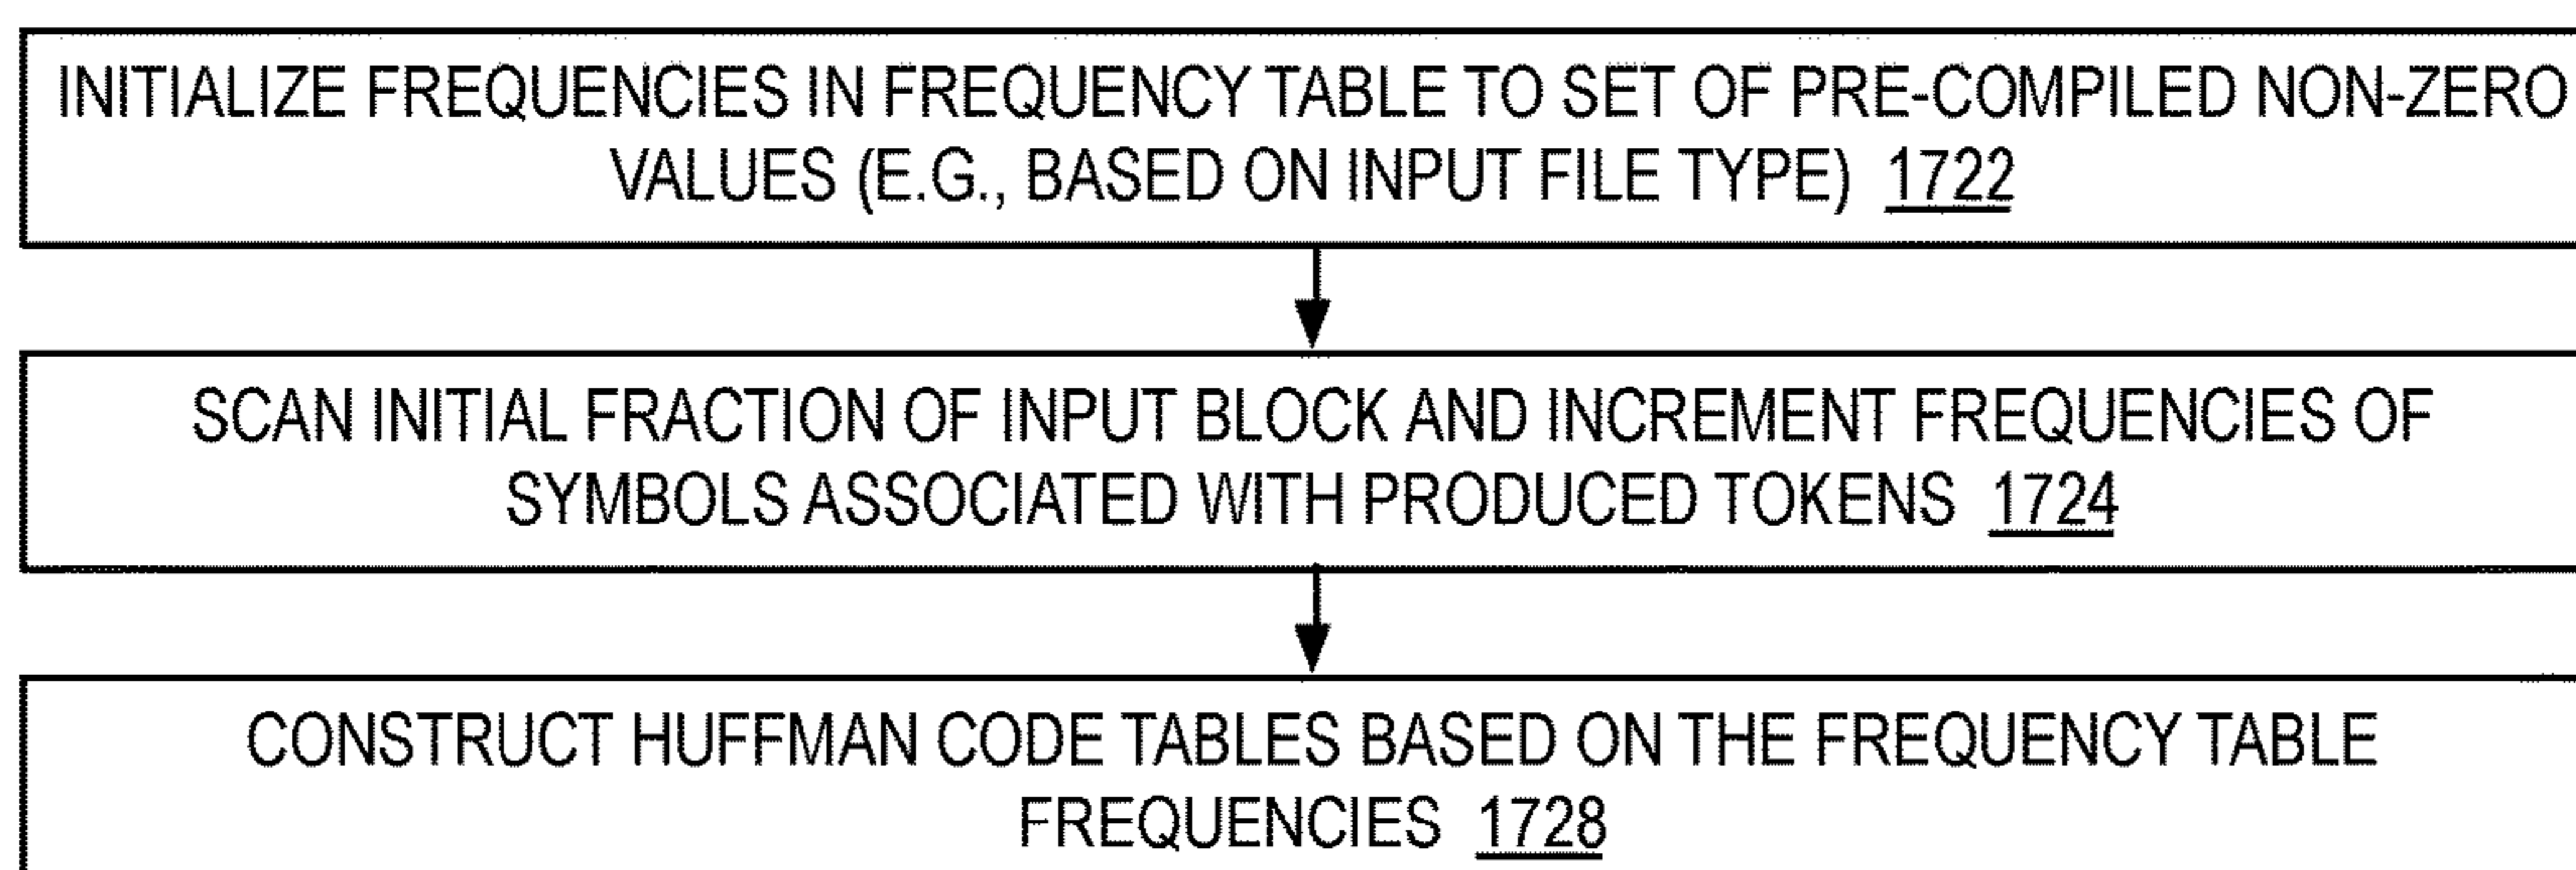 INITIALIZE FREQUENCIES IN FREQUENCY TABLE TO SET OF PRE-COMPILED NON-ZERO
VALUES (E.G., BASED ON INPUT FILE TYPE) 1722
SCAN INITIAL FRACTION OF INPUT BLOCK AND INCREMENT FREQUENCIES OF
SYMBOLS ASSOCIATED WITH PRODUCED TOKENS 1724
CONSTRUCT HUFFMAN CODE TABLES BASED ON THE FREQUENCY TABLE
FREQUENCIES 1728